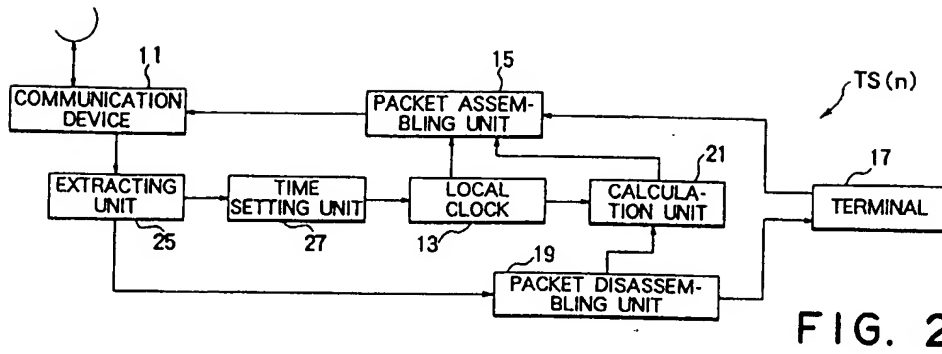 11
COMMUNICATION
DEVICE
15
PACKET ASSEM-
BLING UNIT
TS(n)
EXTRACTING
UNIT
25
TIME
SETTING UNIT
27
LOCAL
CLOCK
13
21
CALCULA-
TION UNIT
17
TERMINAL
19
PACKET DISASSEM-
BLING UNIT
FIG. 2